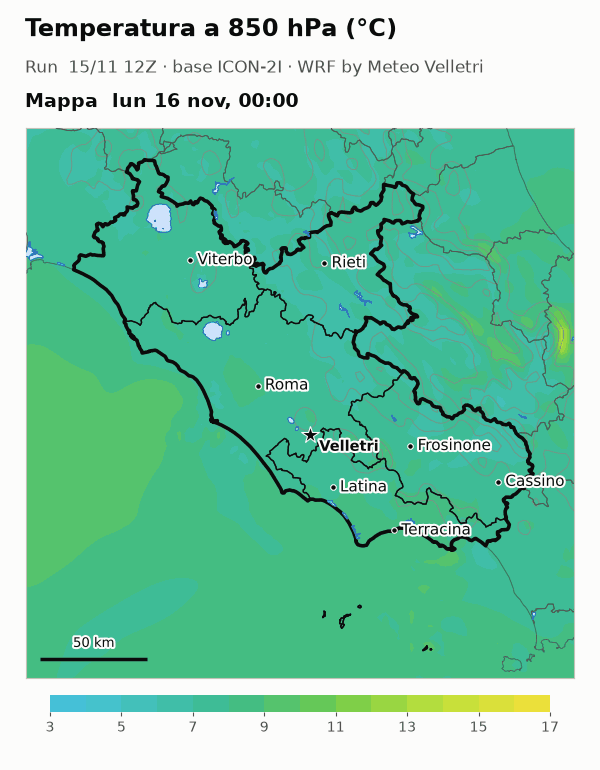 Temperatura a 850 hPa (°C)
Run  15/11 12Z · base ICON-2I · WRF by Meteo Velletri
Mappa  lun 16 nov, 00:00
Viterbo
Rieti
Roma
Velletri
Frosinone
Latina
Cassino
Terracina
50 km
3 5 7 9 11 13 15 17